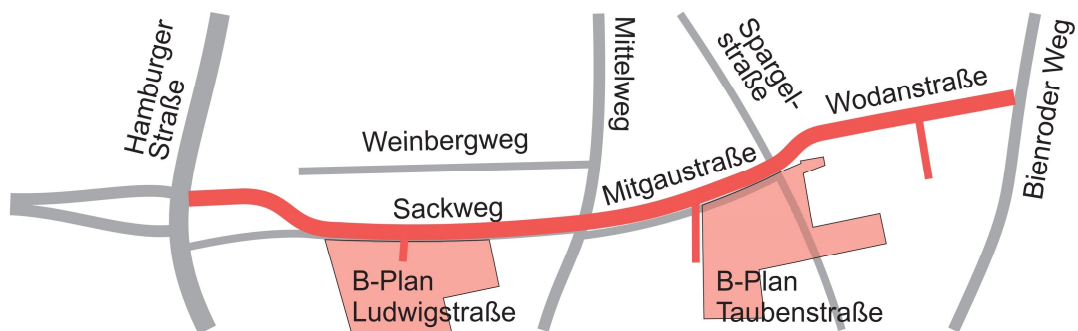 Hamburger
Straße
Weinbergweg
Sackweg
Mittelweg
Mitgaustraße
Spargel-
straße
Wodanstraße
Bienroder Weg
B-Plan
Ludwigstraße
B-Plan
Taubenstraße